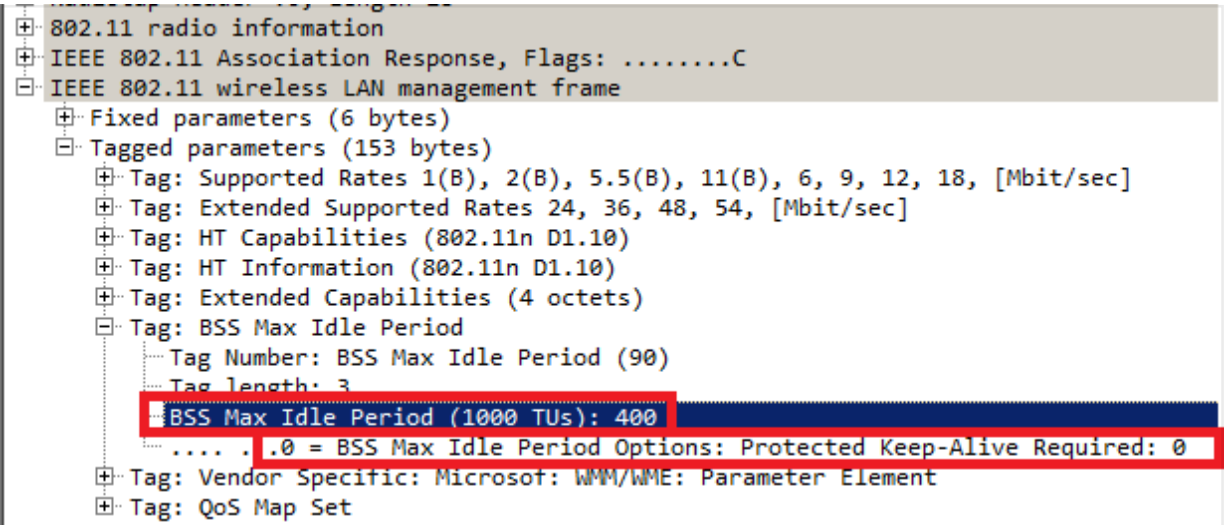 802.11 radio information
IEEE 802.11 Association Response, Flags: ........C
IEEE 802.11 wireless LAN management frame
Fixed parameters (6 bytes)
Tagged parameters (153 bytes)
Tag: Supported Rates 1(B), 2(B), 5.5(B), 11(B), 6, 9, 12, 18, [Mbit/sec]
Tag: Extended Supported Rates 24, 36, 48, 54, [Mbit/sec]
Tag: HT Capabilities (802.11n D1.10)
Tag: HT Information (802.11n D1.10)
Tag: Extended Capabilities (4 octets)
Tag: BSS Max Idle Period
Tag Number: BSS Max Idle Period (90)
Tag length: 3
BSS Max Idle Period (1000 TUs): 400
.... ...0 = BSS Max Idle Period Options: Protected Keep-Alive Required: 0
Tag: Vendor Specific: Microsof: WMM/WME: Parameter Element
Tag: QoS Map Set